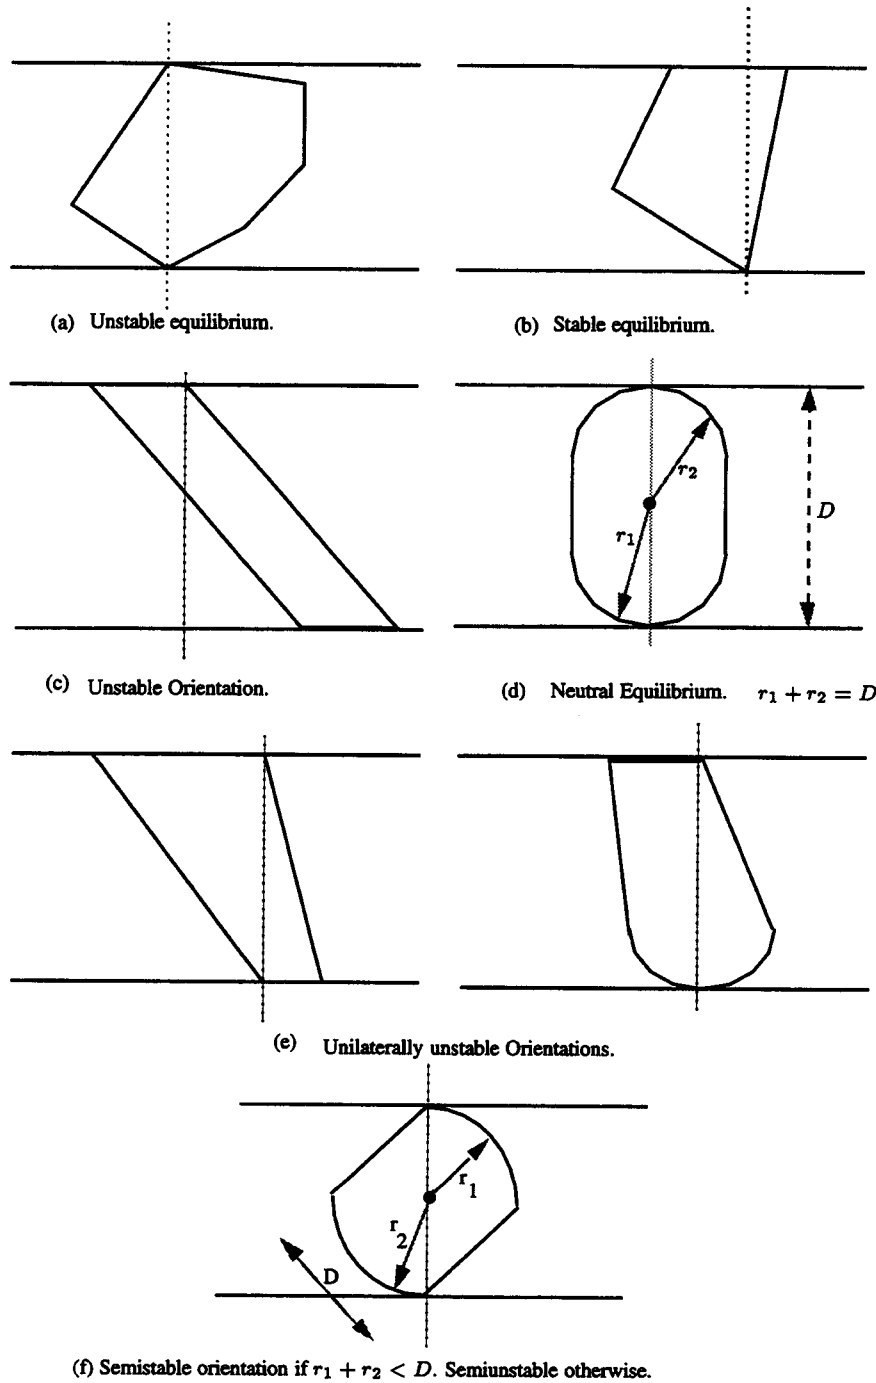 (a) Unstable equilibrium.
(b) Stable equilibrium.
(c) Unstable Orientation.
r₂
r₁
D
(d) Neutral Equilibrium. r₁ + r₂ = D
(e) Unilaterally unstable Orientations.
r₁
r₂
D
(f) Semistable orientation if r₁ + r₂ < D. Semiunstable otherwise.